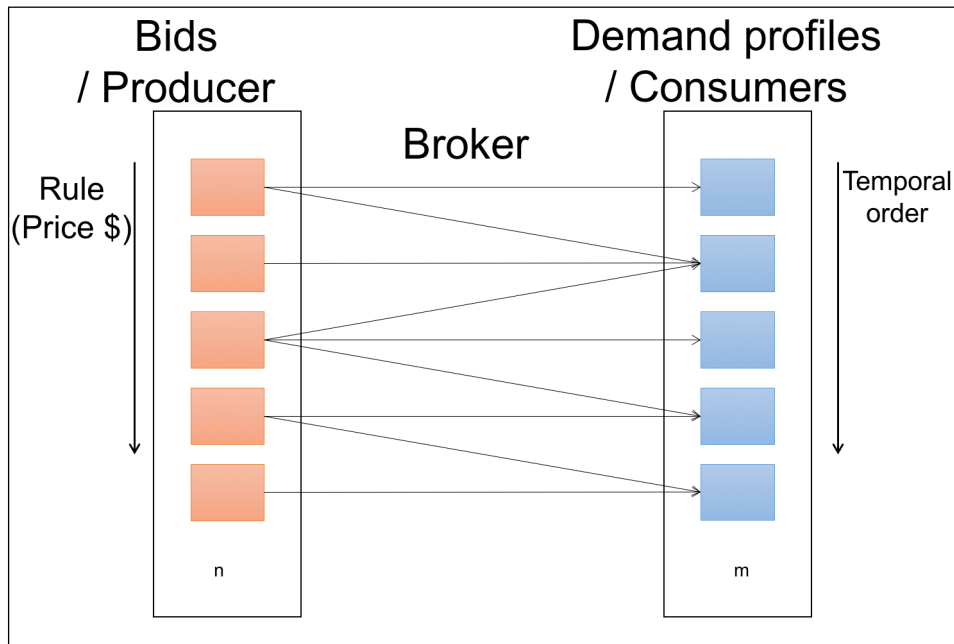 Bids
/ Producer
Demand profiles
/ Consumers
Broker
Rule
(Price $)
Temporal
order
n
m